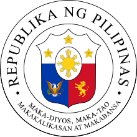 REPUBLIKA NG PILIPINAS
MAKA-DIYOS, MAKA-TAO
MAKAKALIKASAN AT MAKABANSA